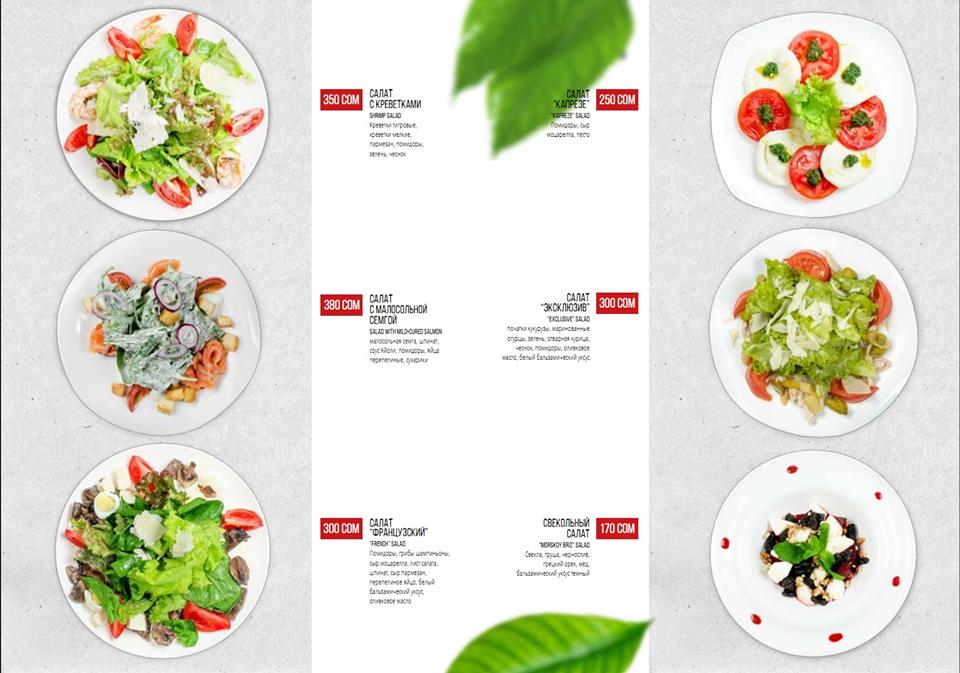 350 СОМ
САЛАТ
С КРЕВЕТКАМИ
SHRIMP SALAD
Креветки тигровые,
креветки мелкие,
пармезан, помидоры,
зелень, чеснок
САЛАТ
"КАПРЕЗЕ"
250 СОМ
"KAPREZE" SALAD
Помидоры, сыр
моцарелла, песто
380 СОМ
САЛАТ
С МАЛОСОЛЬНОЙ
СЕМГОЙ
SALAD WITH MILD-CURED SALMON
малосольная семга, шпинат,
соус Айоли, помидоры, яйца
перепелиные, сухарики
САЛАТ
"ЭКСКЛЮЗИВ"
300 СОМ
"EXCLUSIVE" SALAD
початки кукурузы, маринованные
огурцы, зелень, отварная курица,
чеснок, помидоры, оливковое
масло, белый бальзамический уксус
300 СОМ
САЛАТ
"ФРАНЦУЗСКИЙ"
"FRENCH" SALAD
Помидоры, грибы шампиньоны,
сыр моцарелла, лист салата,
шпинат, сыр пармезан,
перепелиное яйцо, белый
бальзамический уксус,
оливковое масло
СВЕКОЛЬНЫЙ
САЛАТ
170 СОМ
"MORSKOY BRIZ" SALAD
Свекла, груша, чернослив,
грецкий орех, мед,
бальзамический уксус темный